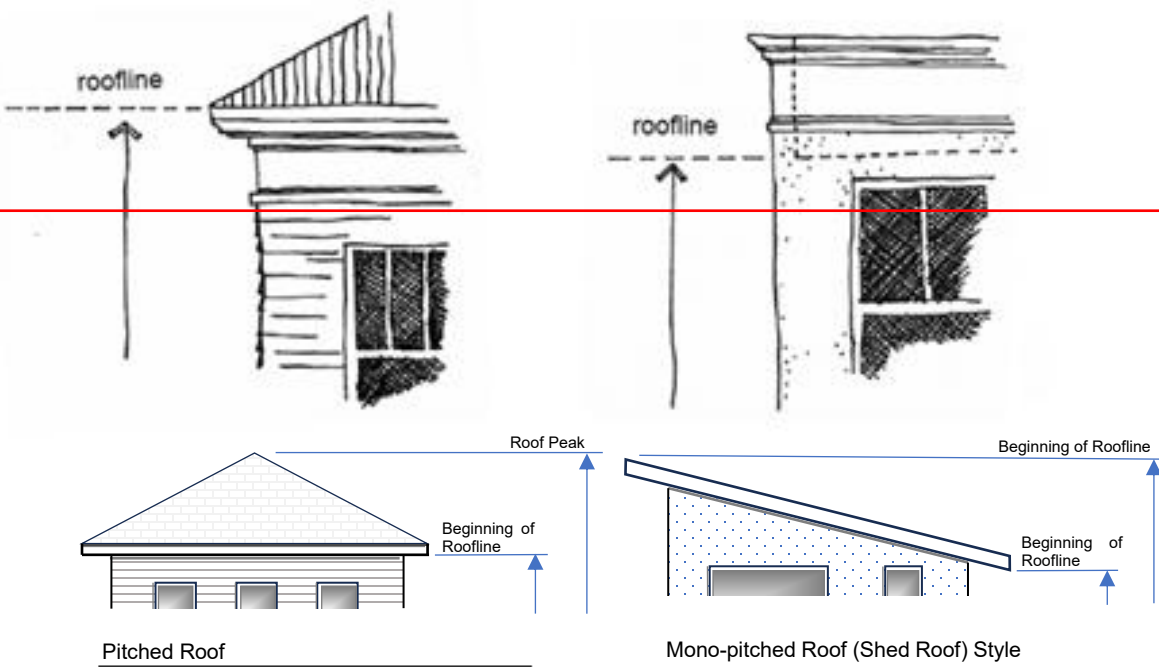 roofline
roofline
Roof Peak
Beginning of Roofline
Beginning of
Roofline
Beginning of
Roofline
Pitched Roof
Mono-pitched Roof (Shed Roof) Style